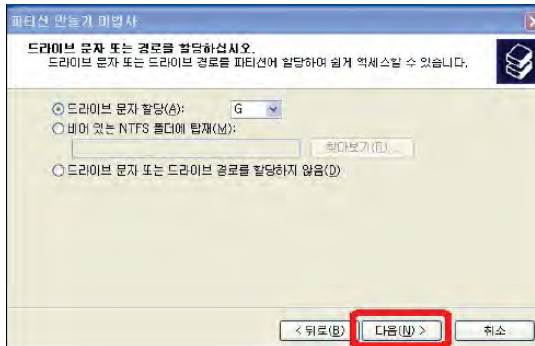 파티션 만들기 마법사
드라이브 문자 또는 경로를 할당하십시오.
드라이브 문자 또는 드라이브 경로를 파티션에 할당하여 쉽게 액세스할 수 있습니다.
드라이브 문자 할당(A): G
비어 있는 NTFS 폴더에 탑재(M):
찾아보기(R)...
드라이브 문자 또는 드라이브 경로를 할당하지 않음(D)
< 뒤로(B) 다음(N) > 취소